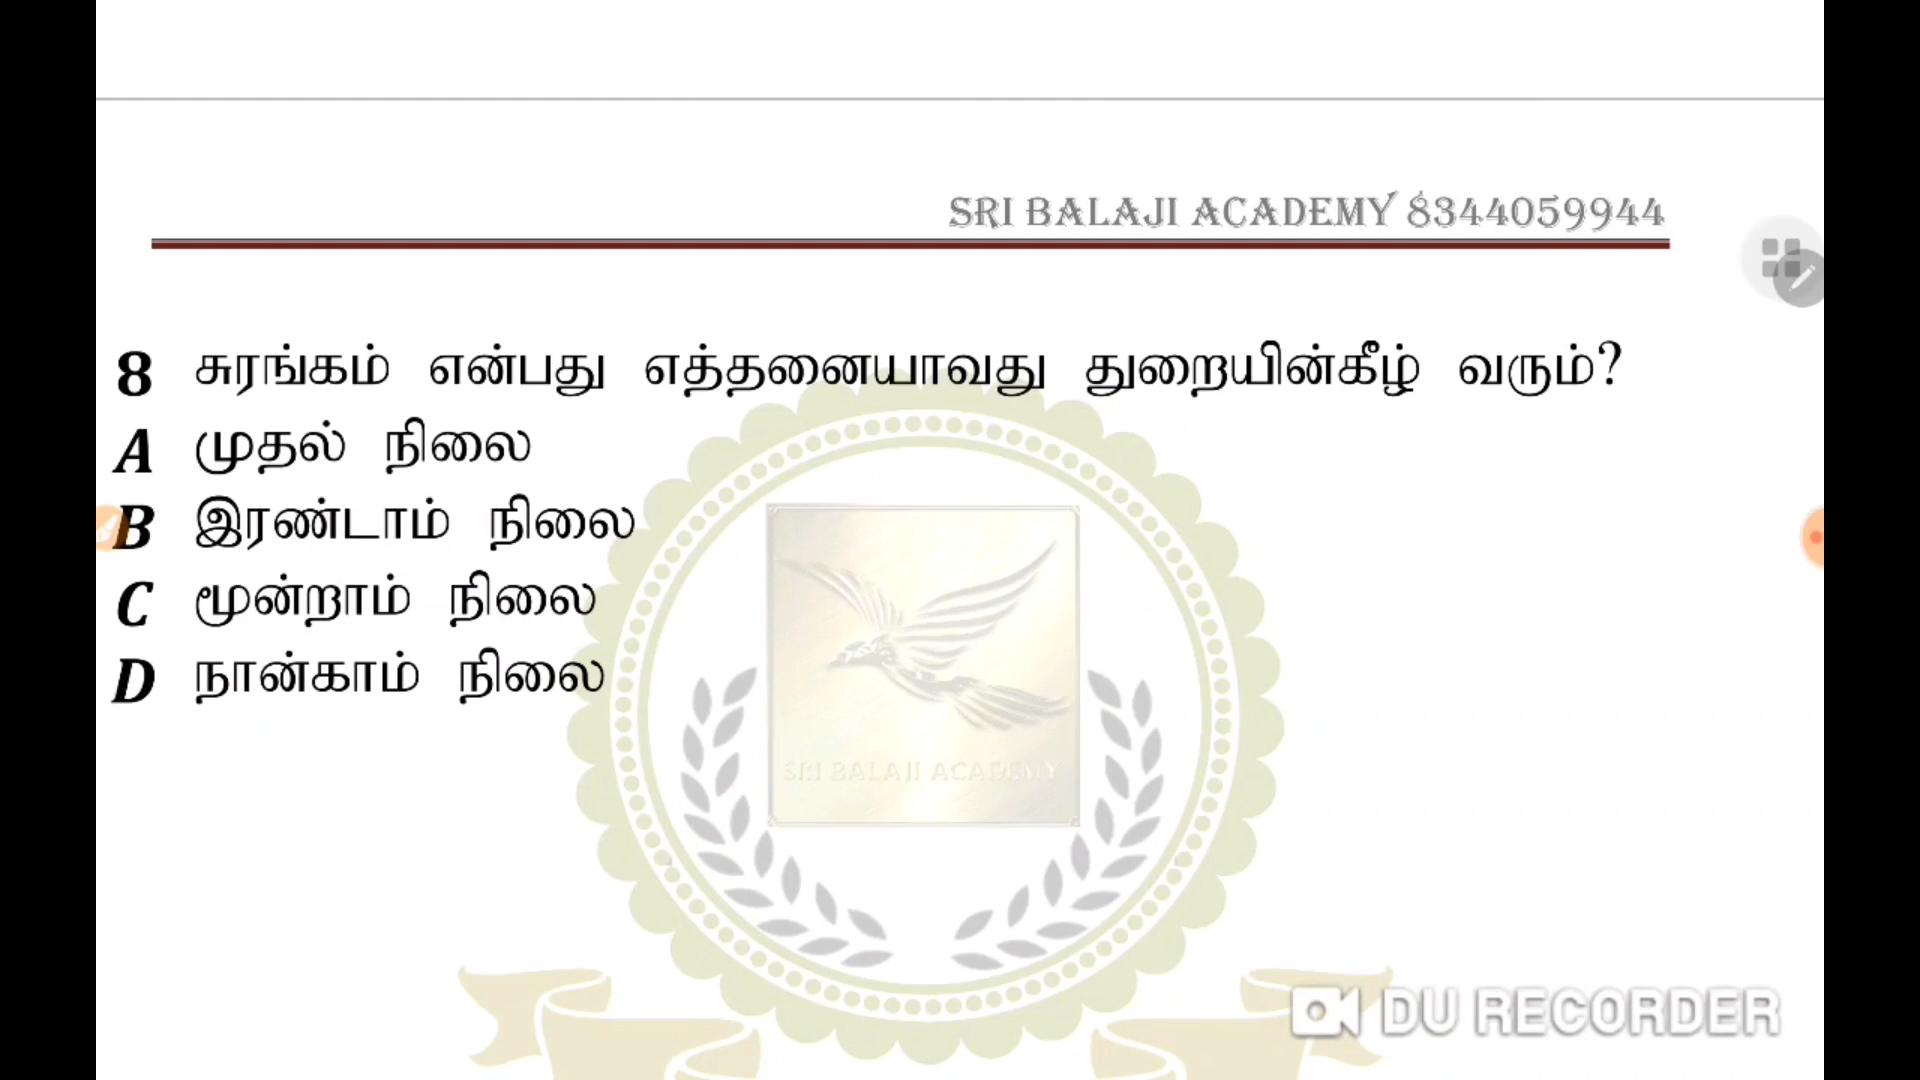 SRI BALAJI ACADEMY 8344059944
8 சுரங்கம் என்பது எத்தனையாவது துறையின்கீழ் வரும்?
A முதல் நிலை
B இரண்டாம் நிலை
C மூன்றாம் நிலை
D நான்காம் நிலை
SRI BALAJI ACADEMY
DU RECORDER